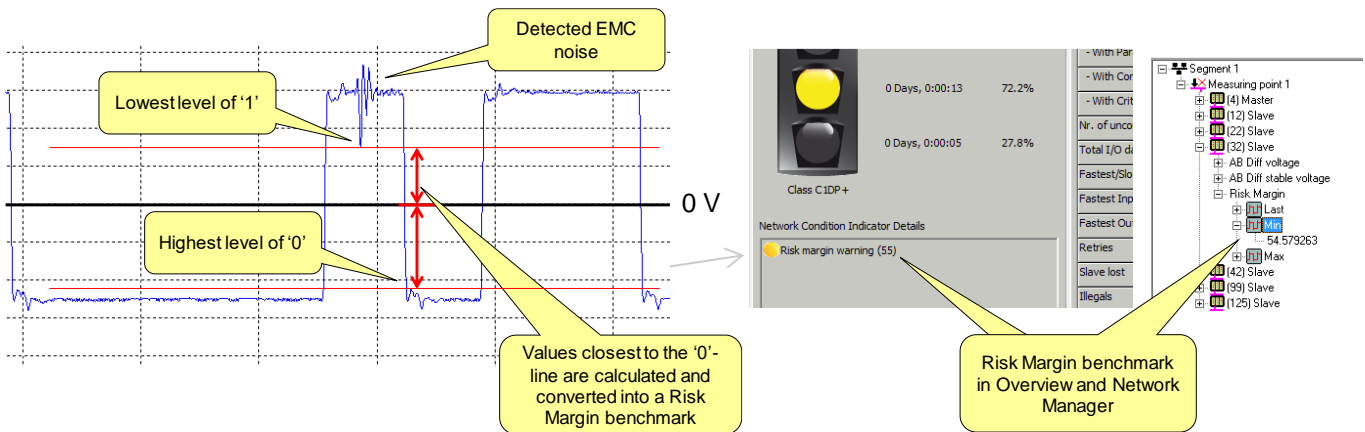 Detected EMC
noise
Lowest level of ‘1’
0 V
Highest level of ‘0’
Values closest to the ‘0’-
line are calculated and
converted into a Risk
Margin benchmark
0 Days, 0:00:13 72.2%
0 Days, 0:00:05 27.8%
Class C1DP+
Network Condition Indicator Details
Risk margin warning (55)
- With Par
- With Cor
- With Crit
Nr. of unco
Total I/O da
Fastest/Slo
Fastest Inp
Fastest Out
Retries
Slave lost
Illegals
Segment 1
Measuring point 1
(4) Master
(12) Slave
(22) Slave
(32) Slave
AB Diff voltage
AB Diff stable voltage
Risk Margin
Last
Min
54.579263
Max
(42) Slave
(99) Slave
(125) Slave
Risk Margin benchmark
in Overview and Network
Manager